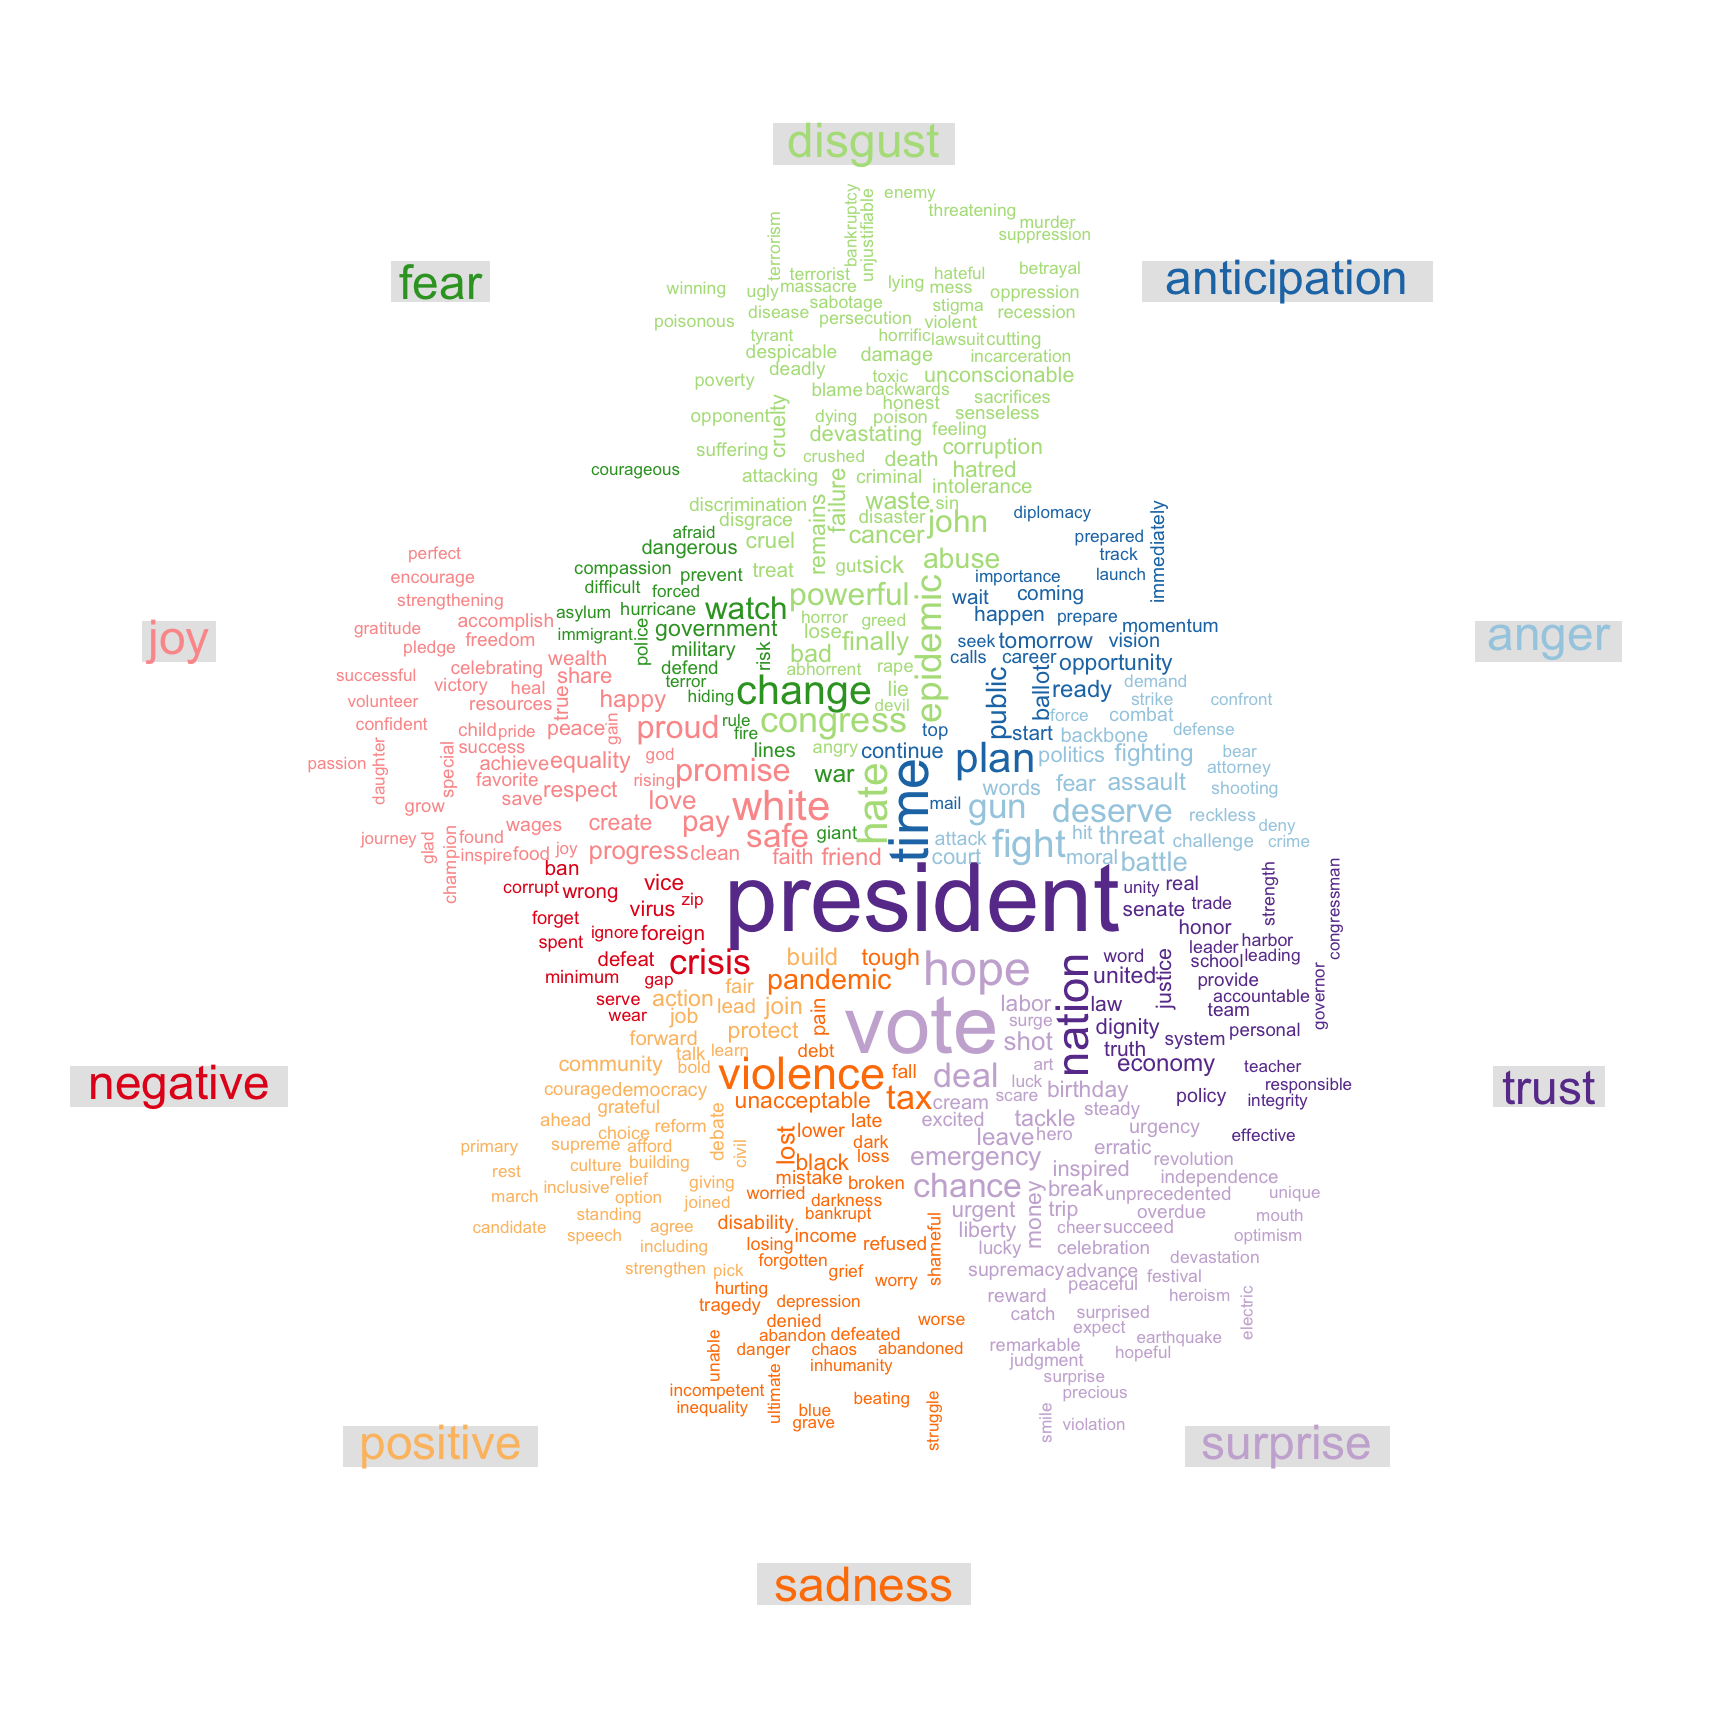 disgust
fear
anticipation
joy
anger
negative
trust
positive
surprise
sadness
enemy
bankruptcy
unjustifiable
threatening
murder
suppression
terrorism
terrorist
hateful
betrayal
winning
ugly
massacre
lying
mess
oppression
sabotage
stigma
poisonous
disease
persecution
violent
recession
tyrant
horrific
lawsuit
cutting
despicable
damage
incarceration
deadly
toxic
unconscionable
poverty
blame
backwards
sacrifices
honest
opponent
cruelty
dying
poison
senseless
devastating
feeling
suffering
crushed
death
corruption
attacking
criminal
hatred
intolerance
discrimination
remains
failure
waste
sin
disgrace
disaster
john
cruel
cancer
treat
gut
sick
abuse
powerful
epidemic
horror
greed
lose
finally
bad
abhorrent
rape
lie
devil
congress
angry
hate
courageous
afraid
dangerous
compassion
prevent
difficult
forced
asylum
hurricane
watch
immigrant
police
government
military
risk
defend
terror
hiding
change
rule
fire
lines
war
giant
diplomacy
immediately
prepared
track
importance
launch
wait
coming
happen
prepare
momentum
seek
tomorrow
vision
calls
career
opportunity
public
ballot
ready
top
start
continue
plan
time
mail
perfect
encourage
strengthening
accomplish
gratitude
freedom
pledge
celebrating
wealth
successful
victory
heal
share
volunteer
resources
true
happy
confident
child
pride
peace
gain
proud
success
passion
daughter
special
achieve
equality
god
favorite
rising
promise
save
respect
love
white
grow
wages
create
pay
safe
journey
glad
champion
found
inspire
food
joy
progress
clean
faith
friend
demand
strike
confront
force
combat
backbone
defense
politics
fighting
bear
attorney
words
fear
assault
shooting
gun
deserve
reckless
deny
attack
fight
hit
threat
challenge
crime
court
moral
battle
president
ban
corrupt
wrong
vice
zip
forget
virus
spent
ignore
foreign
defeat
crisis
minimum
gap
serve
wear
unity
real
strength
congressman
senate
trade
honor
leader
harbor
school
leading
nation
word
united
justice
provide
governor
law
accountable
team
dignity
system
personal
truth
economy
teacher
responsible
policy
integrity
effective
build
fair
action
lead
join
job
forward
protect
community
talk
learn
bold
courage
democracy
grateful
ahead
choice
reform
debate
primary
supreme
afford
civil
culture
building
rest
relief
inclusive
giving
march
option
joined
standing
candidate
speech
agree
including
strengthen
pick
tough
pandemic
pain
debt
violence
fall
unacceptable
tax
lost
lower
late
dark
black
loss
mistake
worried
broken
darkness
bankrupt
disability
losing
income
refused
shameful
forgotten
grief
worry
hurting
tragedy
depression
denied
worse
abandon
defeated
unable
danger
chaos
abandoned
inhumanity
incompetent
ultimate
beating
inequality
blue
grave
struggle
hope
vote
labor
surge
shot
art
deal
luck
birthday
cream
scare
excited
tackle
steady
leave
hero
urgency
erratic
emergency
inspired
revolution
independence
chance
break
unprecedented
unique
urgent
money
trip
overdue
mouth
liberty
cheer
succeed
optimism
lucky
celebration
devastation
supremacy
advance
festival
peaceful
reward
heroism
catch
surprised
electric
expect
earthquake
remarkable
hopeful
judgment
surprise
precious
smile
violation